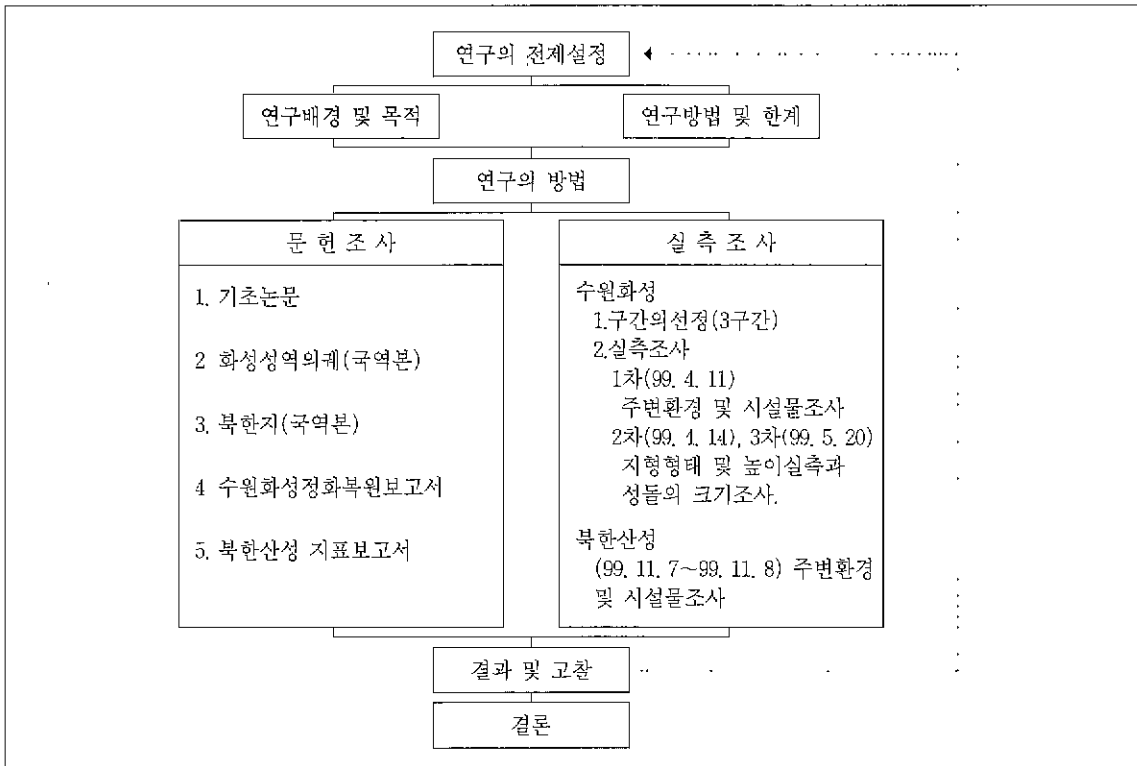 연구의 전제설정
연구배경 및 목적
연구방법 및 한계
연구의 방법
문 헌 조 사
1. 기초논문
2 화성성역의궤(국역본)
3. 북한지(국역본)
4 수원화성정화복원보고서
5. 북한산성 지표보고서
실 측 조 사
수원화성
1.구간의선정(3구간)
2.실측조사
1차(99. 4. 11)
주변환경 및 시설물조사
2차(99. 4. 14), 3차(99. 5. 20)
지형형태 및 높이실측과
성돌의 크기조사.
북한산성
(99. 11. 7~99. 11. 8) 주변환경
및 시설물조사
결과 및 고찰
결론